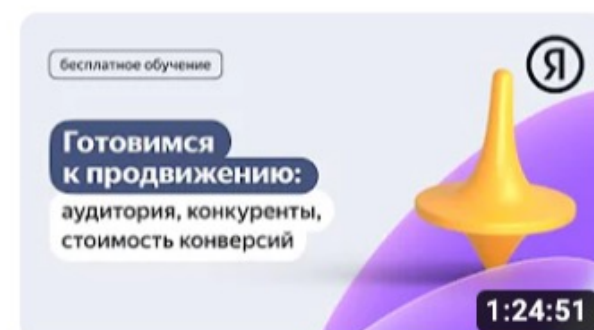 бесплатное обучение
Я
Готовимся
к продвижению:
аудитория, конкуренты,
стоимость конверсий
1:24:51